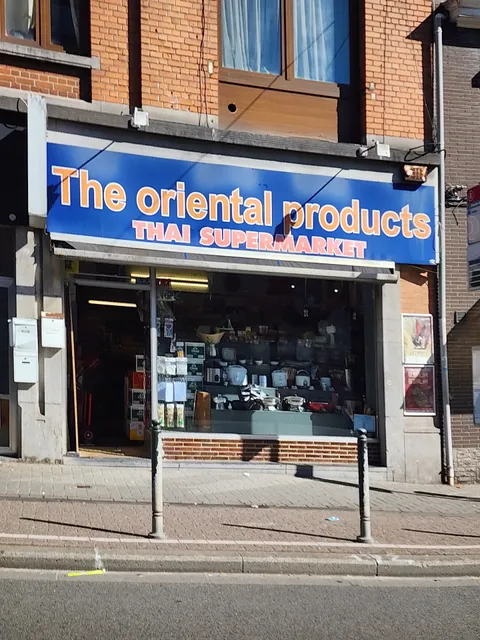 The oriental products
THAI SUPERMARKET